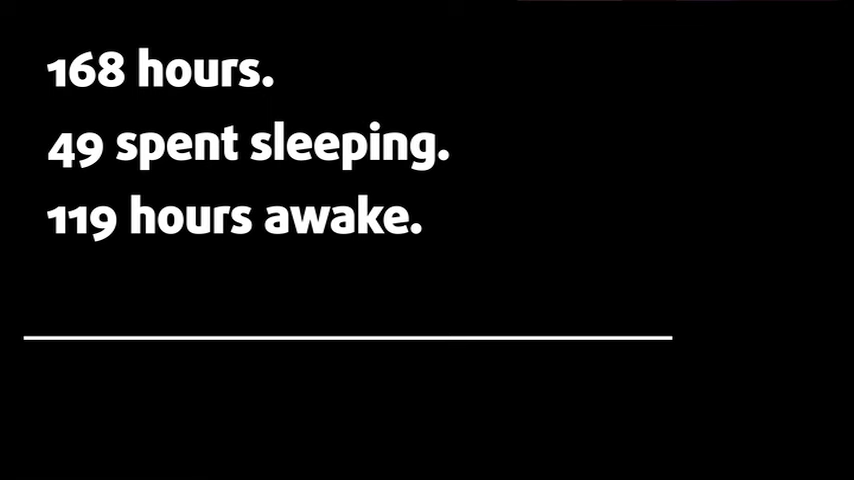 168 hours.
49 spent sleeping.
119 hours awake.